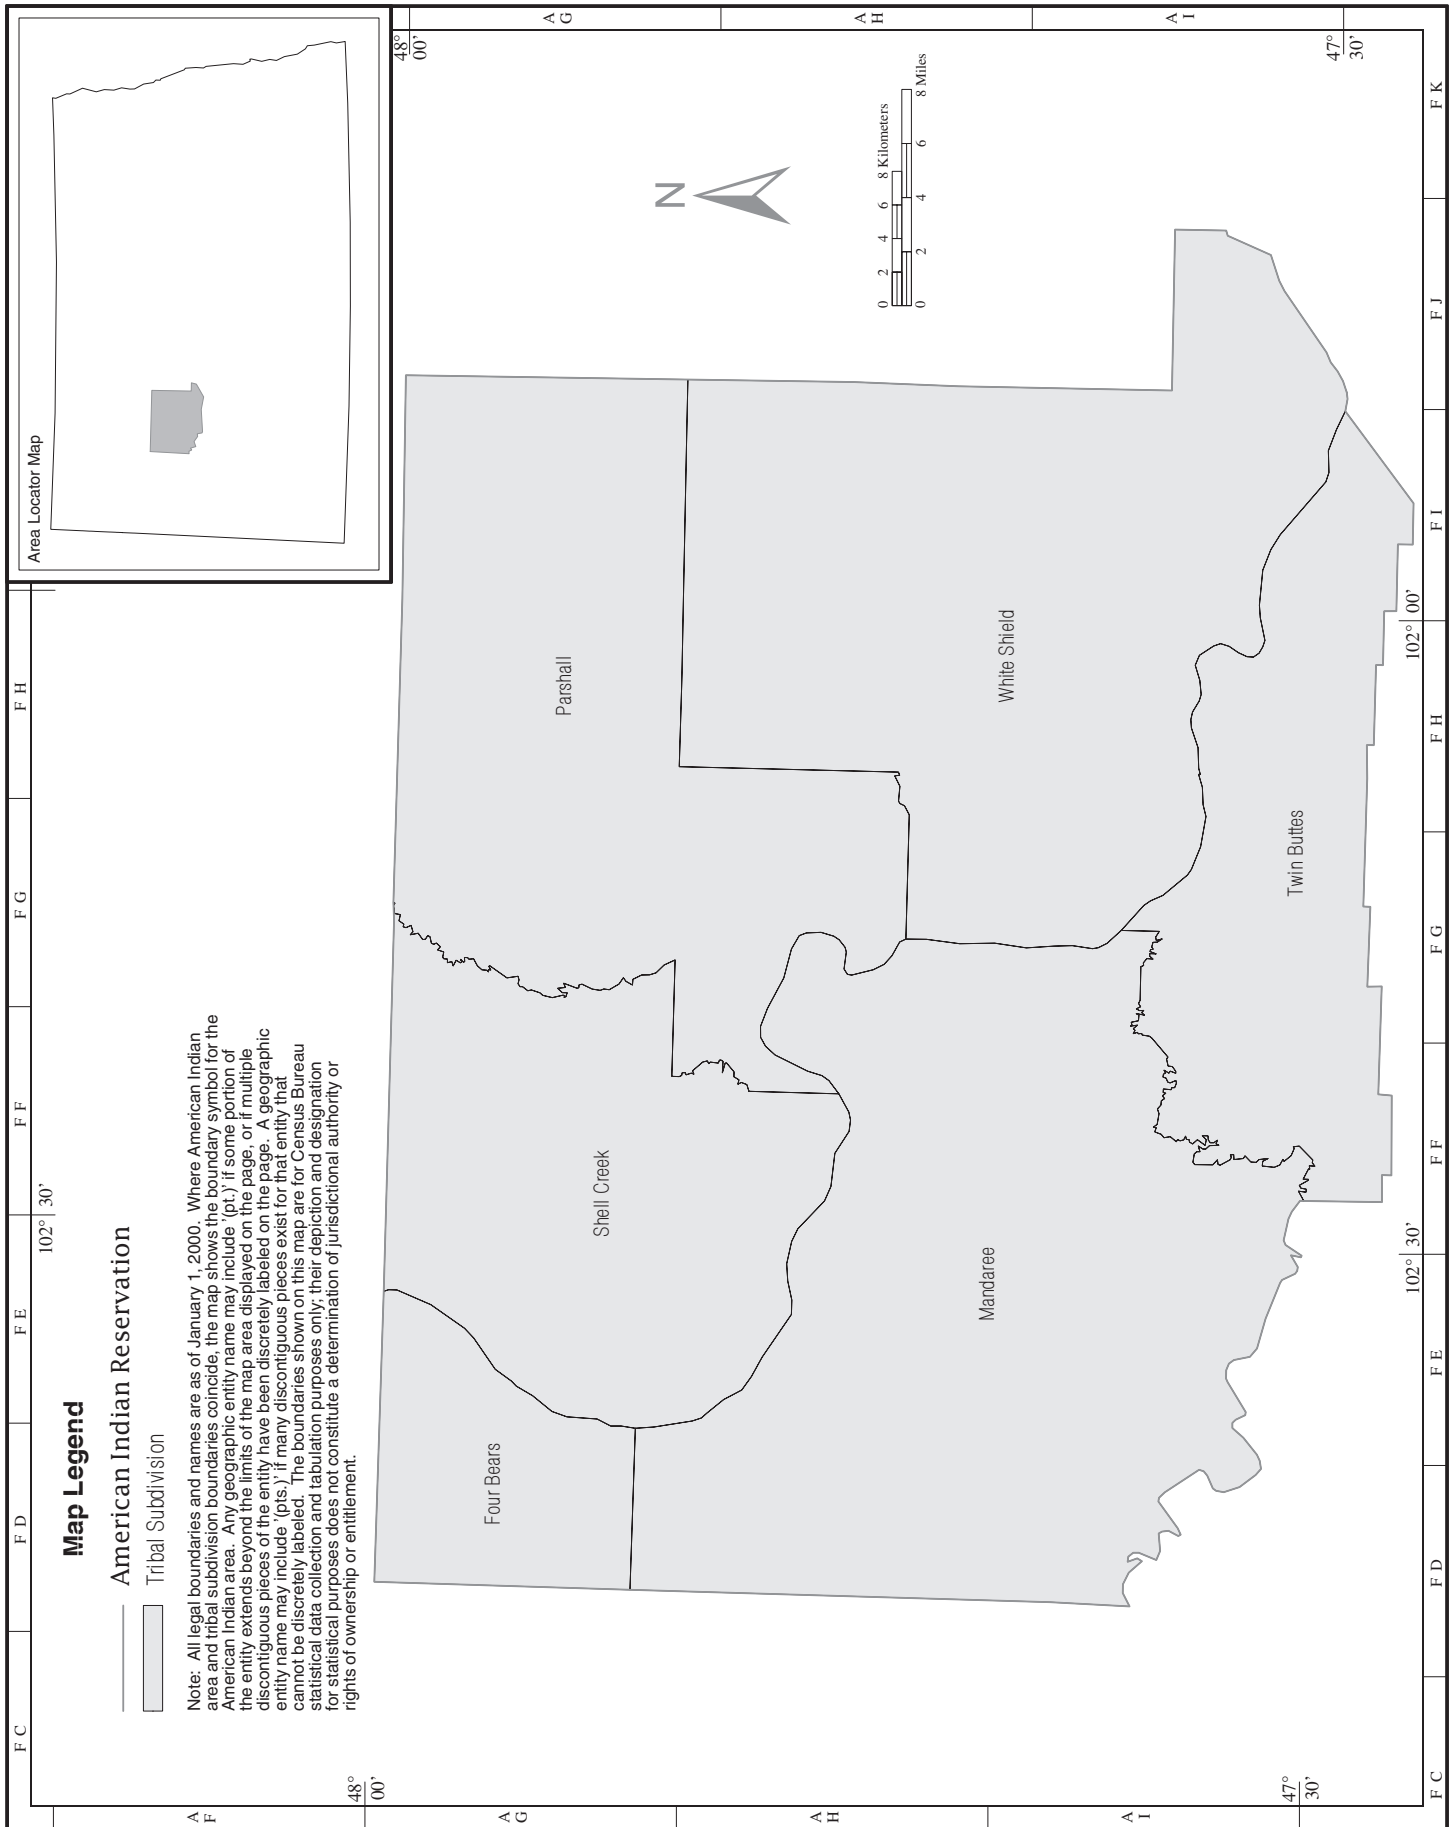 Map Legend
American Indian Reservation
Tribal Subdivision
Note: All legal boundaries and names are as of January 1, 2000. Where American Indian
area and tribal subdivision boundaries coincide, the map shows the boundary symbol for the
American Indian area. Any geographic entity name may include '(pt.)' if some portion of
the entity extends beyond the limits of the map area displayed on the page, or if multiple
discontiguous pieces of the entity have been discretely labeled on the page. A geographic
entity name may include '(pts.)' if many discontiguous pieces exist for that entity that
cannot be discretely labeled. The boundaries shown on this map are for Census Bureau
statistical data collection and tabulation purposes only; their depiction and designation
for statistical purposes does not constitute a determination of jurisdictional authority or
rights of ownership or entitlement.
Area Locator Map
F C
F D
F E
F F
F G
F H
102° 30'
A F
A G
A H
A I
48° 00'
47° 30'
Four Bears
Shell Creek
Parshall
White Shield
Mandaree
Twin Buttes
N
0 2 4 6 8 Kilometers
0 2 4 6 8 Miles
48° 00'
47° 30'
A G
A H
A I
102° 30'
102° 00'
F C
F D
F E
F F
F G
F H
F I
F J
F K